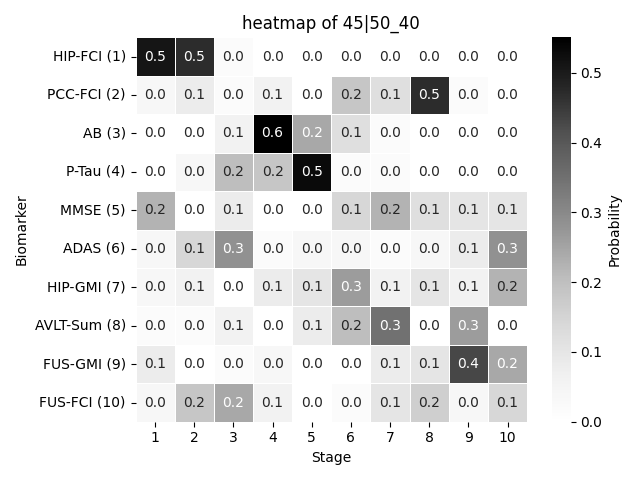 heatmap of 45|50_40
HIP-FCI (1) 0.5 0.5 0.0 0.0 0.0 0.0 0.0 0.0 0.0 0.0
PCC-FCI (2) 0.0 0.1 0.0 0.1 0.0 0.2 0.1 0.5 0.0 0.0
AB (3) 0.0 0.0 0.1 0.6 0.2 0.1 0.0 0.0 0.0 0.0
P-Tau (4) 0.0 0.0 0.2 0.2 0.5 0.0 0.0 0.0 0.0 0.0
MMSE (5) 0.2 0.0 0.1 0.0 0.0 0.1 0.2 0.1 0.1 0.1
ADAS (6) 0.0 0.1 0.3 0.0 0.0 0.0 0.0 0.0 0.1 0.3
HIP-GMI (7) 0.0 0.1 0.0 0.1 0.1 0.3 0.1 0.1 0.1 0.2
AVLT-Sum (8) 0.0 0.0 0.1 0.0 0.1 0.2 0.3 0.0 0.3 0.0
FUS-GMI (9) 0.1 0.0 0.0 0.0 0.0 0.0 0.1 0.1 0.4 0.2
FUS-FCI (10) 0.0 0.2 0.2 0.1 0.0 0.0 0.1 0.2 0.0 0.1
1 2 3 4 5 6 7 8 9 10
Stage
Biomarker
0.5
0.4
0.3
0.2
0.1
0.0
Probability